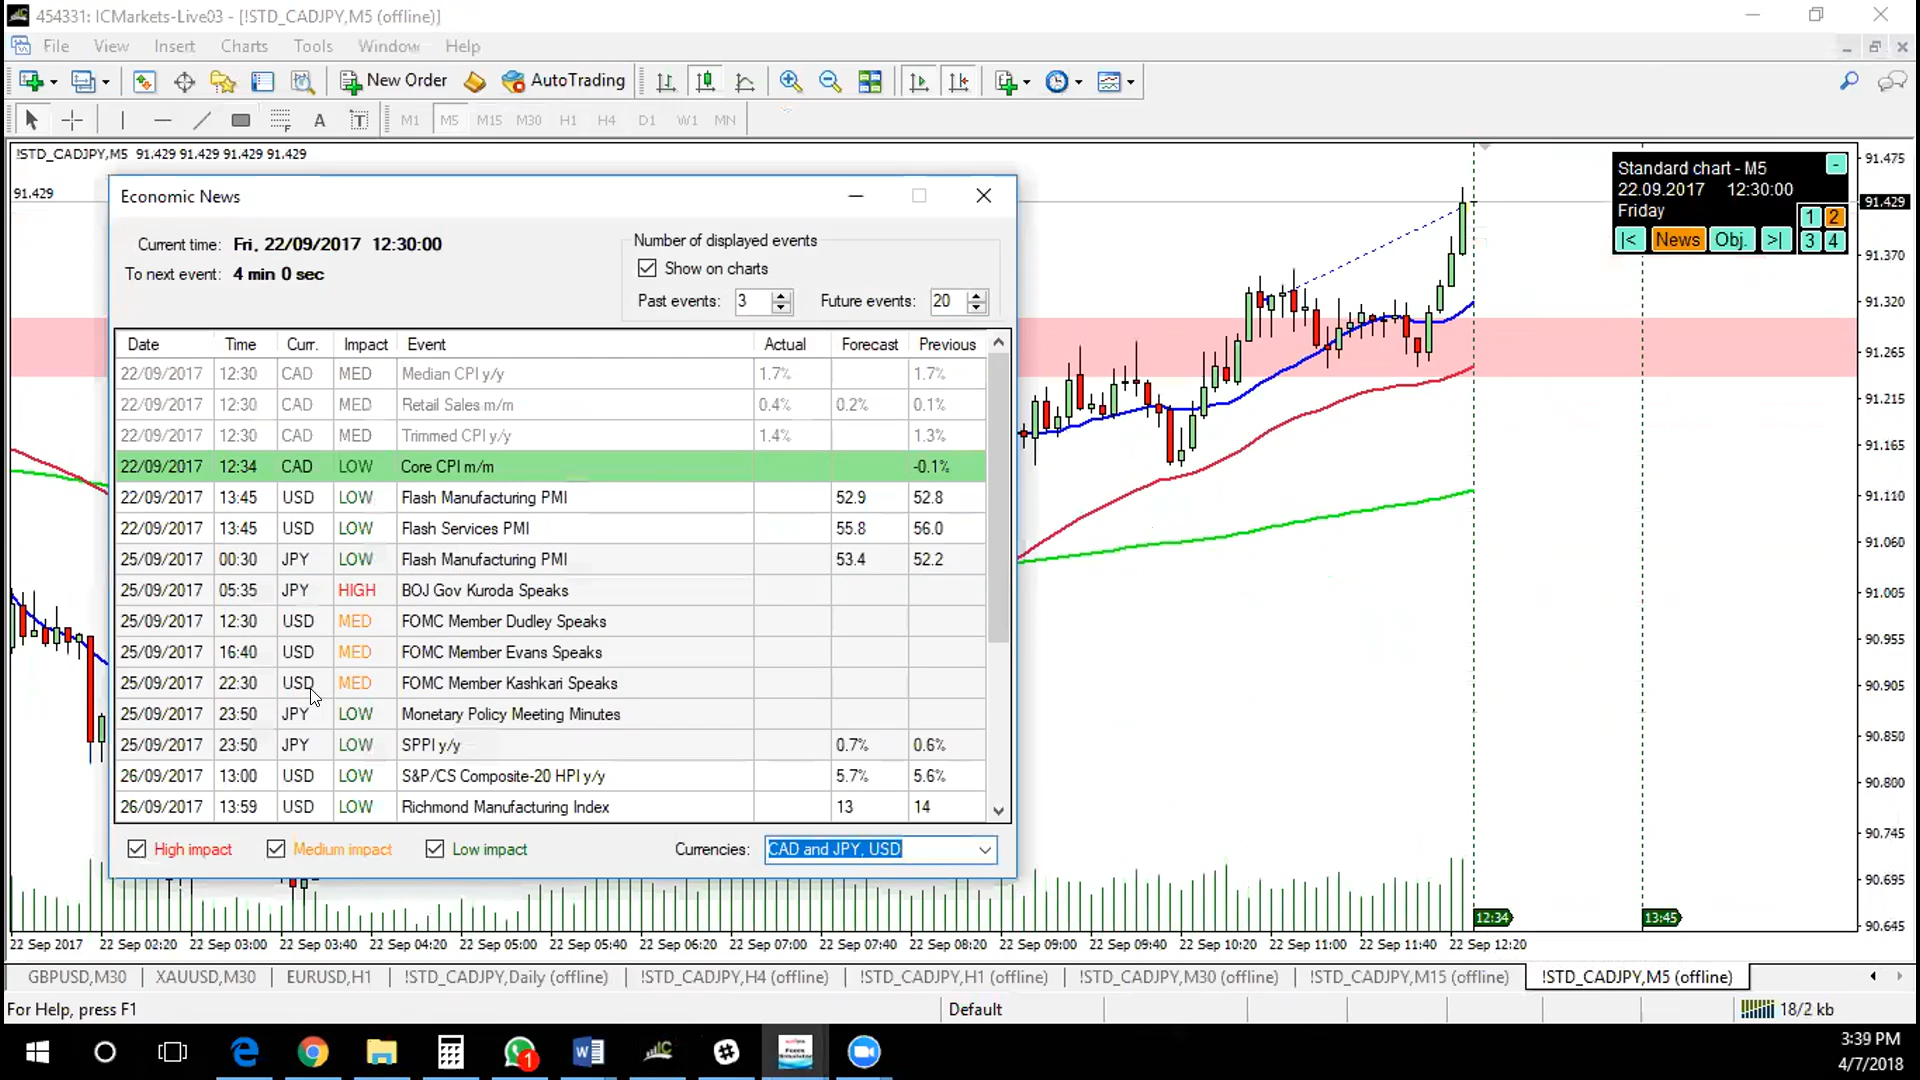 454331: ICMarkets-Live03 - [!STD_CADJPY,M5 (offline)]
File View Insert Charts Tools Window Help
New Order AutoTrading
A T M1 M5 M15 M30 H1 H4 D1 W1 MN
!STD_CADJPY,M5 91.429 91.429 91.429 91.429
91.429
Economic News
Current time: Fri, 22/09/2017 12:30:00
To next event: 4 min 0 sec
Number of displayed events
Show on charts
Past events: 3 Future events: 20
Date Time Curr. Impact Event Actual Forecast Previous
22/09/2017 12:30 CAD MED Median CPI y/y 1.7% 1.7%
22/09/2017 12:30 CAD MED Retail Sales m/m 0.4% 0.2% 0.1%
22/09/2017 12:30 CAD MED Trimmed CPI y/y 1.4% 1.3%
22/09/2017 12:34 CAD LOW Core CPI m/m -0.1%
22/09/2017 13:45 USD LOW Flash Manufacturing PMI 52.9 52.8
22/09/2017 13:45 USD LOW Flash Services PMI 55.8 56.0
25/09/2017 00:30 JPY LOW Flash Manufacturing PMI 53.4 52.2
25/09/2017 05:35 JPY HIGH BOJ Gov Kuroda Speaks
25/09/2017 12:30 USD MED FOMC Member Dudley Speaks
25/09/2017 16:40 USD MED FOMC Member Evans Speaks
25/09/2017 22:30 USD MED FOMC Member Kashkari Speaks
25/09/2017 23:50 JPY LOW Monetary Policy Meeting Minutes
25/09/2017 23:50 JPY LOW SPPI y/y 0.7% 0.6%
26/09/2017 13:00 USD LOW S&P/CS Composite-20 HPI y/y 5.7% 5.6%
26/09/2017 13:59 USD LOW Richmond Manufacturing Index 13 14
High impact Medium impact Low impact Currencies: CAD and JPY, USD
Standard chart - M5
22.09.2017 12:30:00
Friday
1 2
|< News Obj. >| 3 4
91.475
91.429
91.370
91.320
91.265
91.215
91.165
91.110
91.060
91.005
90.955
90.905
90.850
90.800
90.745
90.695
90.645
12:34 13:45
22 Sep 2017 22 Sep 02:20 22 Sep 03:00 22 Sep 03:40 22 Sep 04:20 22 Sep 05:00 22 Sep 05:40 22 Sep 06:20 22 Sep 07:00 22 Sep 07:40 22 Sep 08:20 22 Sep 09:00 22 Sep 09:40 22 Sep 10:20 22 Sep 11:00 22 Sep 11:40 22 Sep 12:20
GBPUSD,M30 XAUUSD,M30 EURUSD,H1 !STD_CADJPY,Daily (offline) !STD_CADJPY,H4 (offline) !STD_CADJPY,H1 (offline) !STD_CADJPY,M30 (offline) !STD_CADJPY,M15 (offline) !STD_CADJPY,M5 (offline)
For Help, press F1 Default 18/2 kb
1
3:39 PM
4/7/2018